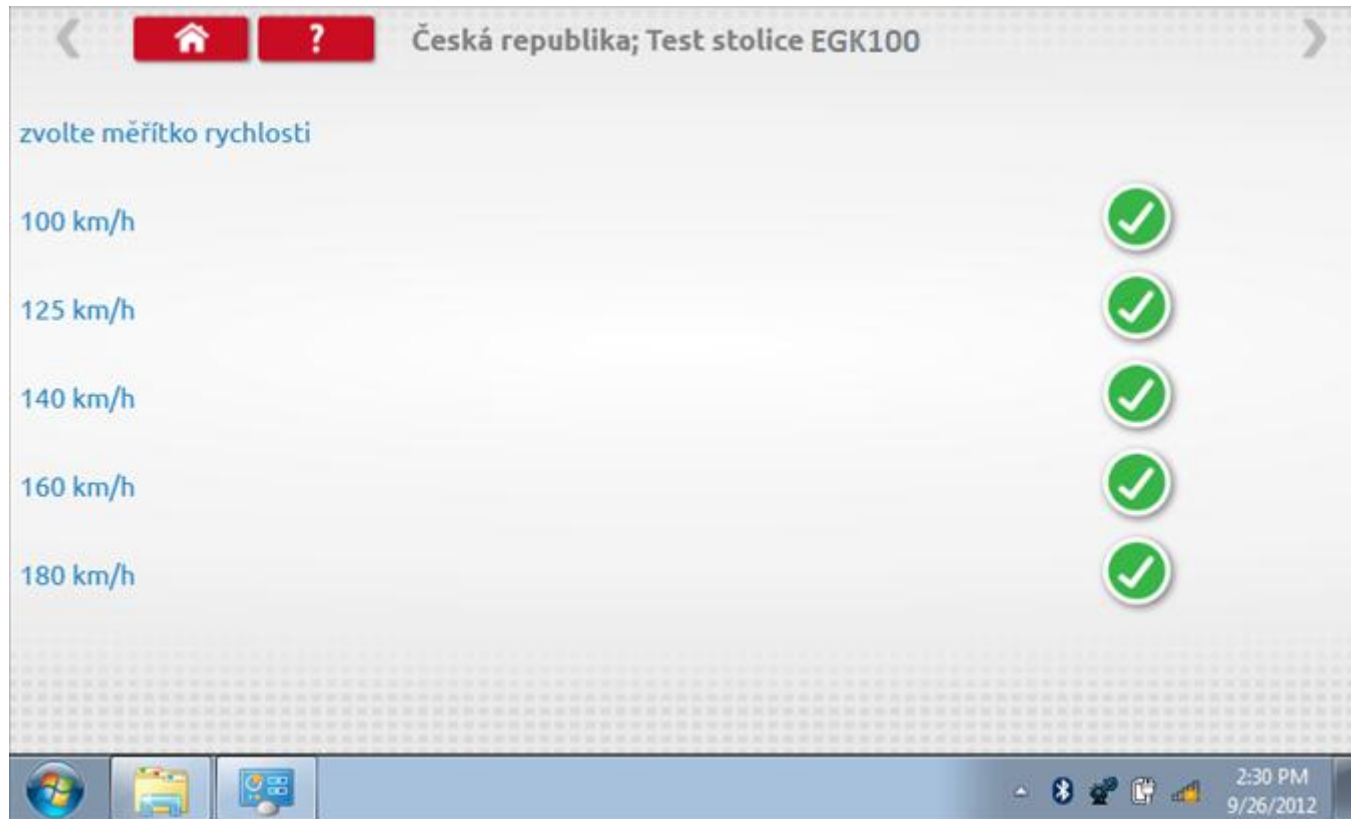 ? Česká republika; Test stolice EGK100
zvolte měřítko rychlosti
100 km/h
125 km/h
140 km/h
160 km/h
180 km/h
2:30 PM
9/26/2012